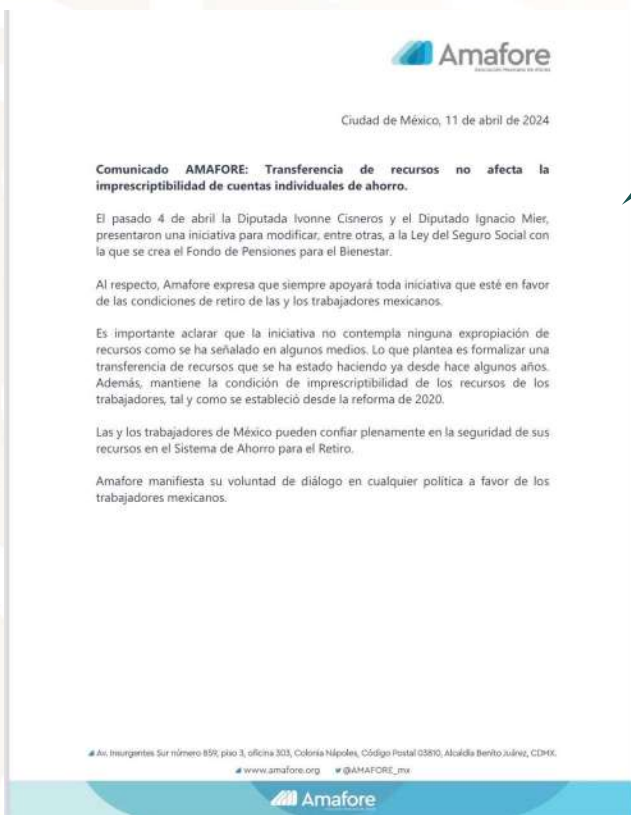 Amafore
Ciudad de México, 11 de abril de 2024
Comunicado AMAFORE: Transferencia de recursos no afecta la
imprescriptibilidad de cuentas individuales de ahorro.
El pasado 4 de abril la Diputada Ivonne Cisneros y el Diputado Ignacio Mier,
presentaron una iniciativa para modificar, entre otras, a la Ley del Seguro Social con
la que se crea el Fondo de Pensiones para el Bienestar.
Al respecto, Amafore expresa que siempre apoyará toda iniciativa que esté en favor
de las condiciones de retiro de las y los trabajadores mexicanos.
Es importante aclarar que la iniciativa no contempla ninguna expropiación de
recursos como se ha señalado en algunos medios. Lo que plantea es formalizar una
transferencia de recursos que se ha estado haciendo ya desde hace algunos años.
Además, mantiene la condición de imprescriptibilidad de los recursos de los
trabajadores, tal y como se estableció desde la reforma de 2020.
Las y los trabajadores de México pueden confiar plenamente en la seguridad de sus
recursos en el Sistema de Ahorro para el Retiro.
Amafore manifiesta su voluntad de diálogo en cualquier política a favor de los
trabajadores mexicanos.
Av. Insurgentes Sur número 859, piso 3, oficina 303, Colonia Nápoles, Código Postal 03810, Alcaldía Benito Juárez, CDMX.
www.amafore.org @AMAFORE_mx
Amafore